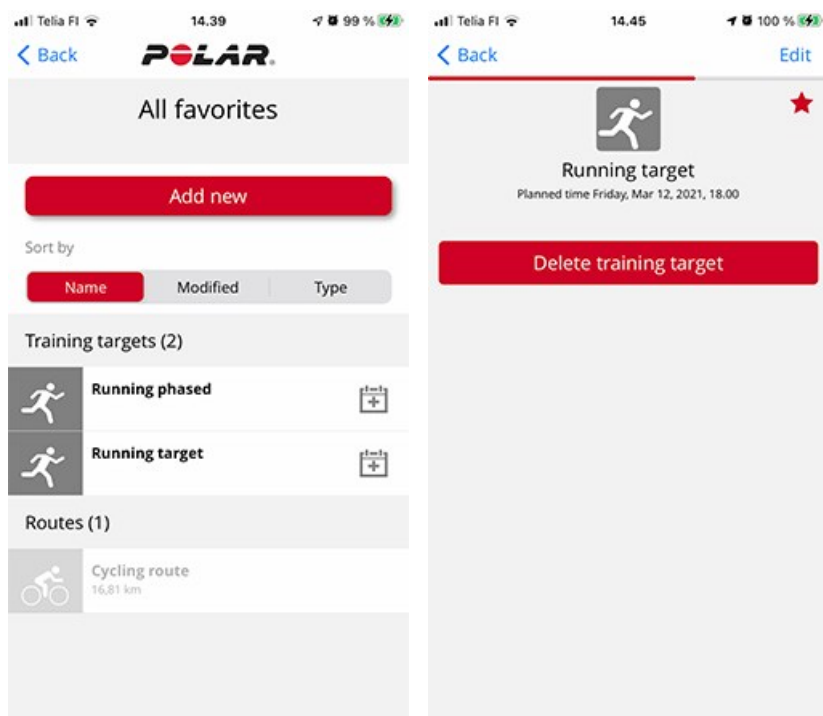 Telia FI 14.39 99 %
Back POLAR
All favorites
Add new
Sort by
Name Modified Type
Training targets (2)
Running phased
Running target
Routes (1)
Cycling route
16,81 km
Telia FI 14.45 100 %
Back Edit
Running target
Planned time Friday, Mar 12, 2021, 18.00
Delete training target